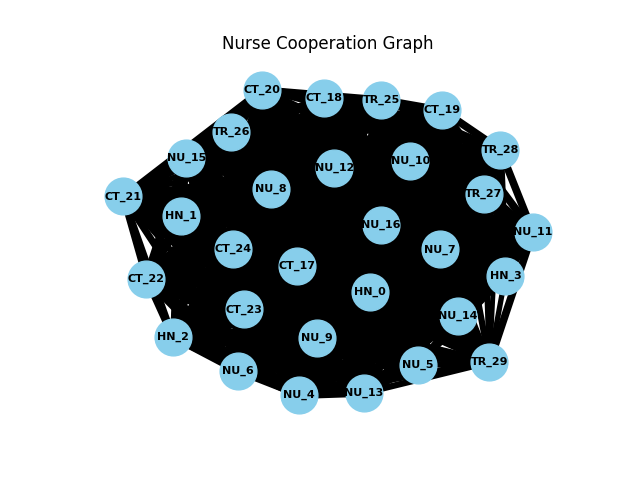 Nurse Cooperation Graph
CT_20
CT_18
TR_25
CT_19
TR_26
TR_28
NU_15
NU_12
NU_10
NU_8
TR_27
CT_21
HN_1
NU_16
NU_11
CT_24
NU_7
CT_17
HN_3
CT_22
HN_0
CT_23
NU_14
HN_2
NU_9
TR_29
NU_5
NU_6
NU_13
NU_4